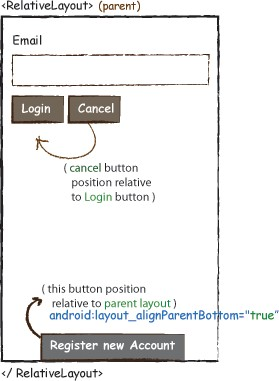 <RelativeLayout> (parent)
Email
Login Cancel
( cancel button
position relative
to Login button )
( this button position
relative to parent layout )
android:layout_alignParentBottom="true"
Register new Account
</ RelativeLayout>